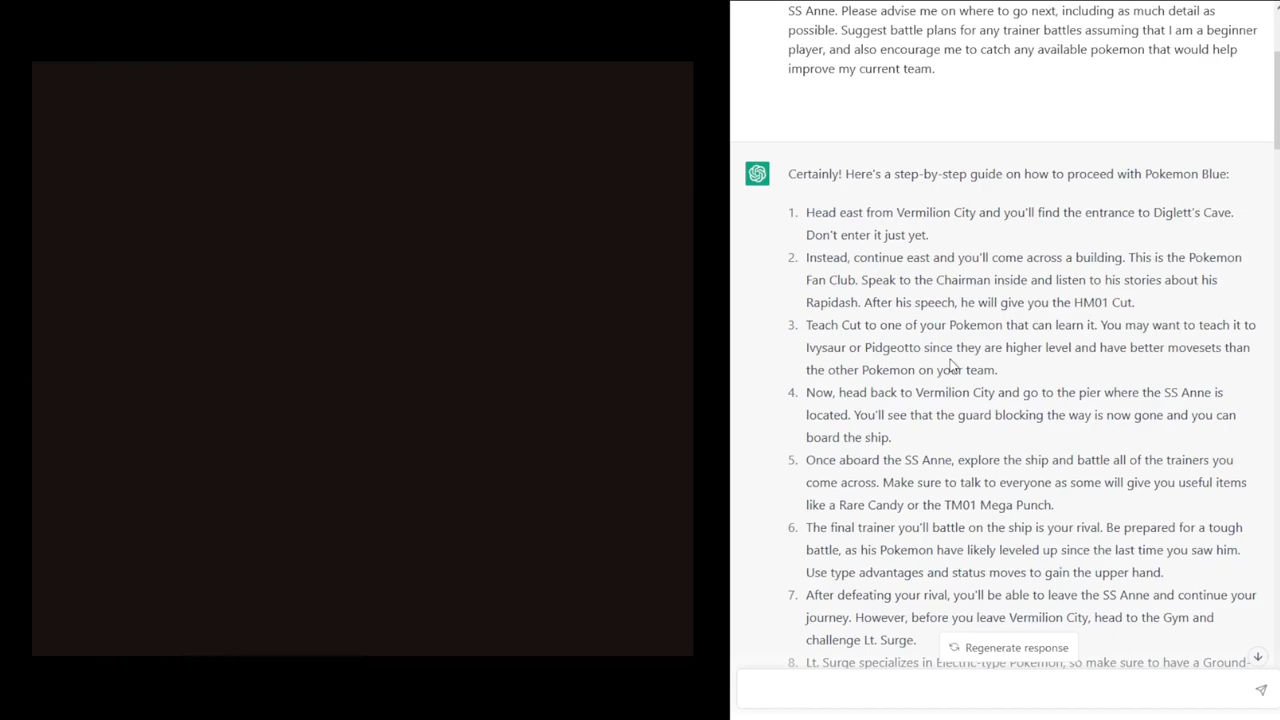 SS Anne. Please advise me on where to go next, including as much detail as
possible. Suggest battle plans for any trainer battles assuming that I am a beginner
player, and also encourage me to catch any available pokemon that would help
improve my current team.
Certainly! Here's a step-by-step guide on how to proceed with Pokemon Blue:
1. Head east from Vermilion City and you'll find the entrance to Diglett's Cave.
Don't enter it just yet.
2. Instead, continue east and you'll come across a building. This is the Pokemon
Fan Club. Speak to the Chairman inside and listen to his stories about his
Rapidash. After his speech, he will give you the HM01 Cut.
3. Teach Cut to one of your Pokemon that can learn it. You may want to teach it to
Ivysaur or Pidgeotto since they are higher level and have better movesets than
the other Pokemon on your team.
4. Now, head back to Vermilion City and go to the pier where the SS Anne is
located. You'll see that the guard blocking the way is now gone and you can
board the ship.
5. Once aboard the SS Anne, explore the ship and battle all of the trainers you
come across. Make sure to talk to everyone as some will give you useful items
like a Rare Candy or the TM01 Mega Punch.
6. The final trainer you'll battle on the ship is your rival. Be prepared for a tough
battle, as his Pokemon have likely leveled up since the last time you saw him.
Use type advantages and status moves to gain the upper hand.
7. After defeating your rival, you'll be able to leave the SS Anne and continue your
journey. However, before you leave Vermilion City, head to the Gym and
challenge Lt. Surge.
Regenerate response
8. Lt. Surge specializes in Electric-type Pokemon, so make sure to have a Ground-